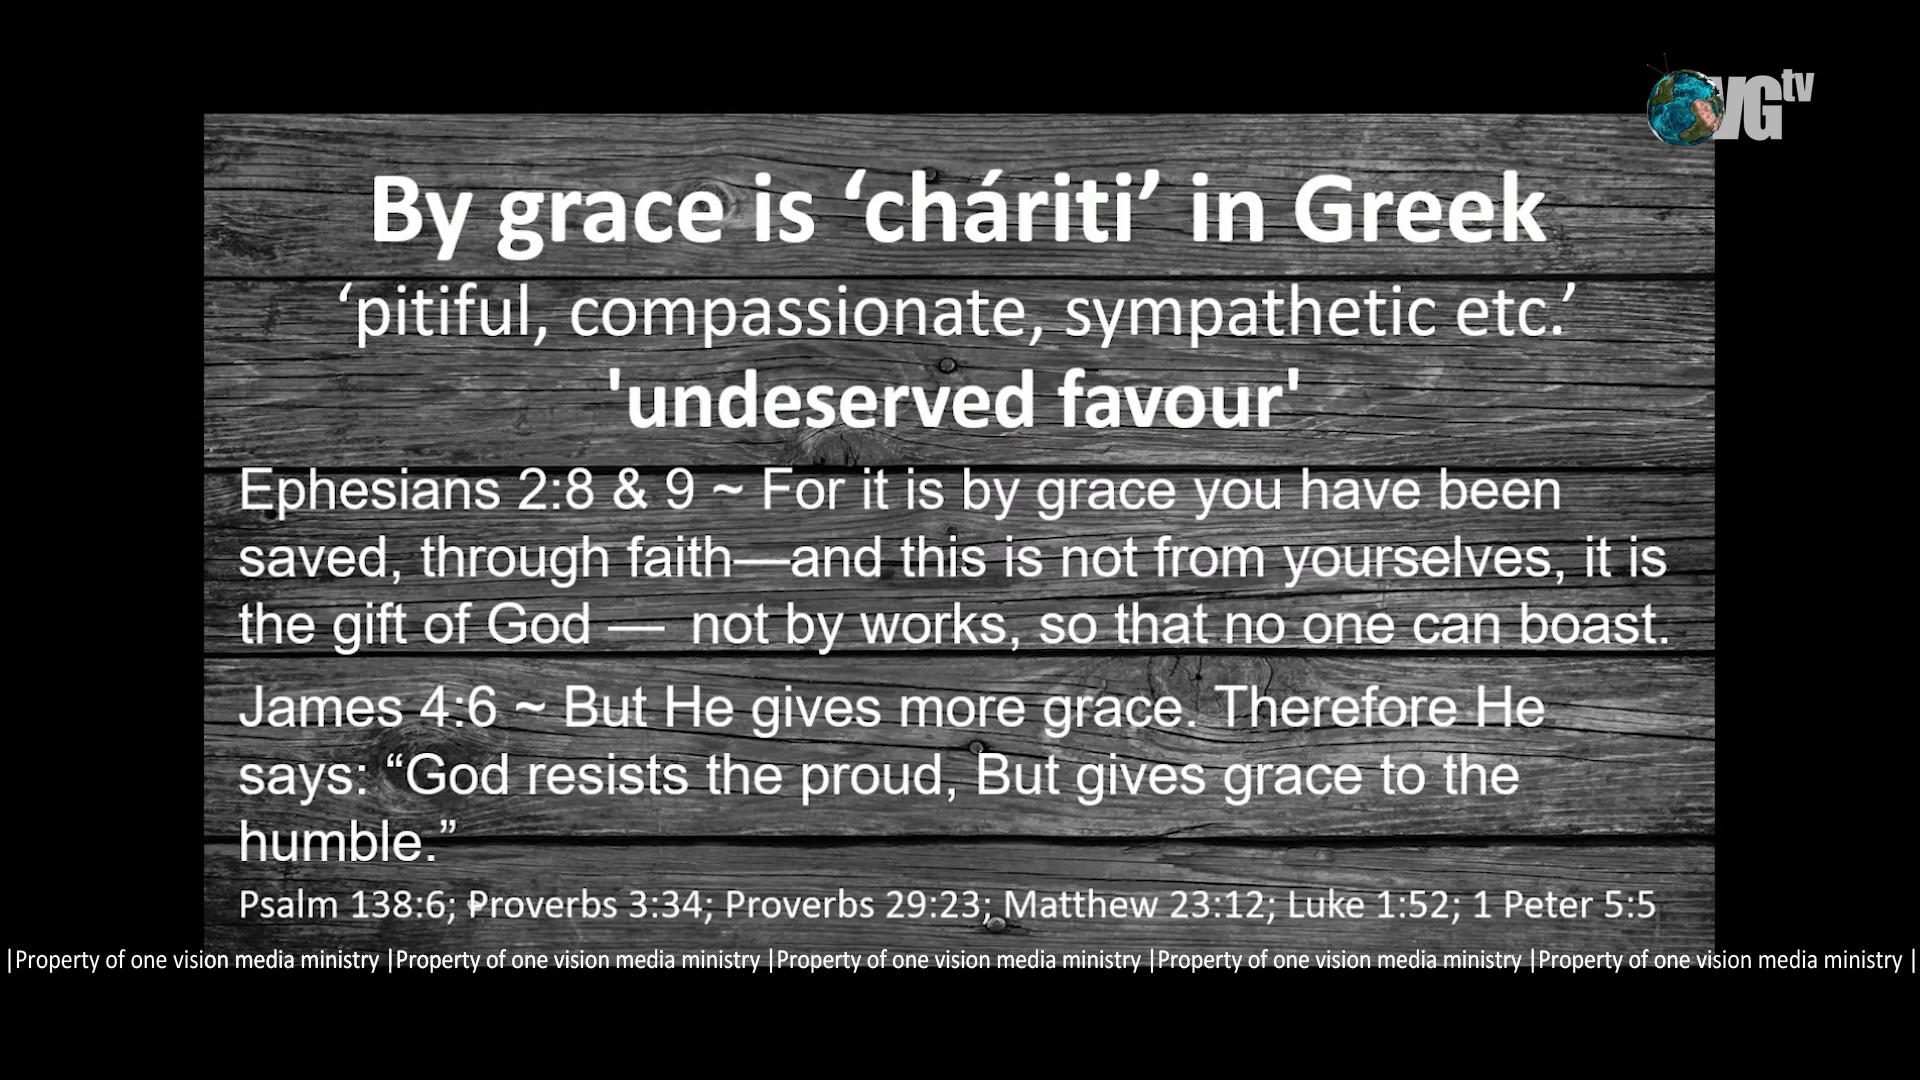 VGtv
By grace is ‘cháriti’ in Greek
‘pitiful, compassionate, sympathetic etc.’
'undeserved favour'
Ephesians 2:8 & 9 ~ For it is by grace you have been
saved, through faith—and this is not from yourselves, it is
the gift of God — not by works, so that no one can boast.
James 4:6 ~ But He gives more grace. Therefore He
says: “God resists the proud, But gives grace to the
humble.”
Psalm 138:6; Proverbs 3:34; Proverbs 29:23; Matthew 23:12; Luke 1:52; 1 Peter 5:5
|Property of one vision media ministry |Property of one vision media ministry |Property of one vision media ministry |Property of one vision media ministry |Property of one vision media ministry |